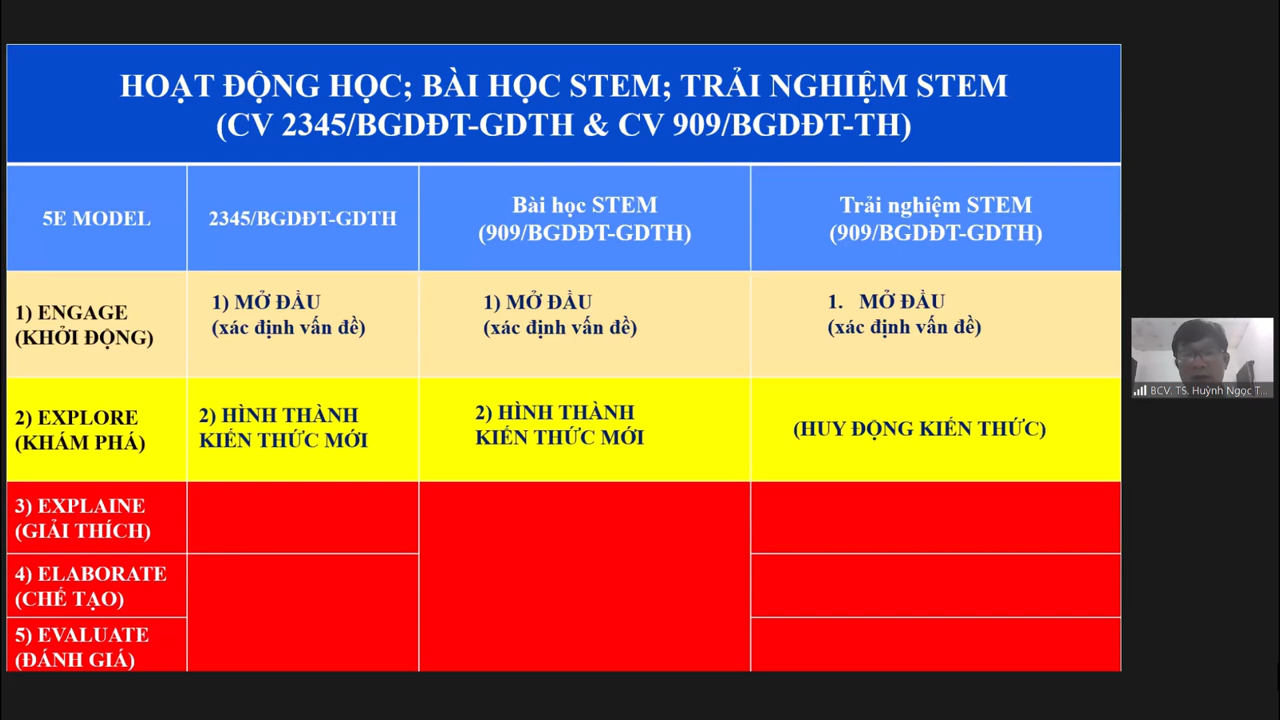 HOẠT ĐỘNG HỌC; BÀI HỌC STEM; TRẢI NGHIỆM STEM
(CV 2345/BGDĐT-GDTH & CV 909/BGDĐT-TH)
5E MODEL
2345/BGDĐT-GDTH
Bài học STEM
(909/BGDĐT-GDTH)
Trải nghiệm STEM
(909/BGDĐT-GDTH)
1) ENGAGE
(KHỞI ĐỘNG)
1) MỞ ĐẦU
(xác định vấn đề)
1) MỞ ĐẦU
(xác định vấn đề)
1. MỞ ĐẦU
(xác định vấn đề)
2) EXPLORE
(KHÁM PHÁ)
2) HÌNH THÀNH
KIẾN THỨC MỚI
2) HÌNH THÀNH
KIẾN THỨC MỚI
(HUY ĐỘNG KIẾN THỨC)
3) EXPLAINE
(GIẢI THÍCH)
4) ELABORATE
(CHẾ TẠO)
5) EVALUATE
(ĐÁNH GIÁ)
BCV. TS. Huỳnh Ngọc T...